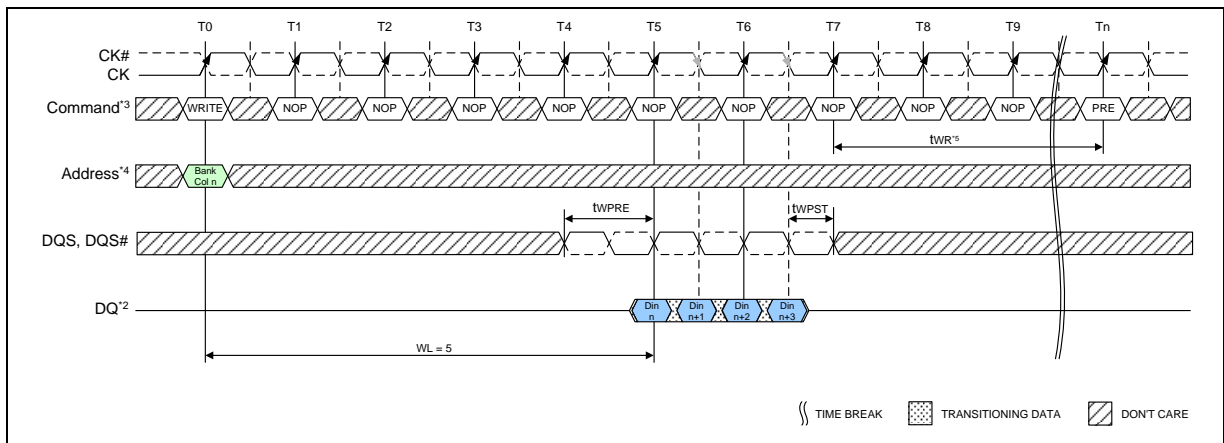 T0 T1 T2 T3 T4 T5 T6 T7 T8 T9 Tn
CK#
CK
Command*3 WRITE NOP NOP NOP NOP NOP NOP NOP NOP NOP PRE
tWR*5
Address*4 Bank
Col n
tWPRE tWPST
DQS, DQS#
DQ*2 Din
n Din
n+1 Din
n+2 Din
n+3
WL = 5
TIME BREAK TRANSITIONING DATA DON'T CARE